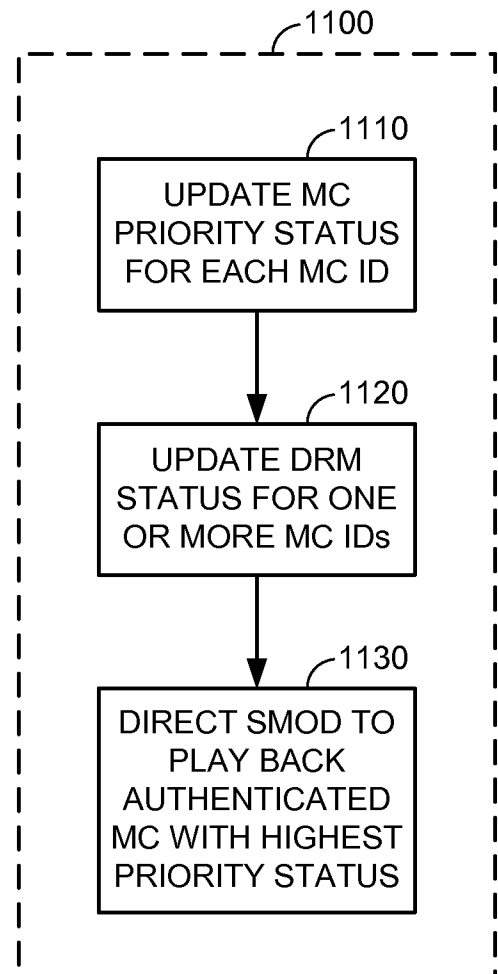 1100
1110
UPDATE MC
PRIORITY STATUS
FOR EACH MC ID
1120
UPDATE DRM
STATUS FOR ONE
OR MORE MC IDs
1130
DIRECT SMOD TO
PLAY BACK
AUTHENTICATED
MC WITH HIGHEST
PRIORITY STATUS